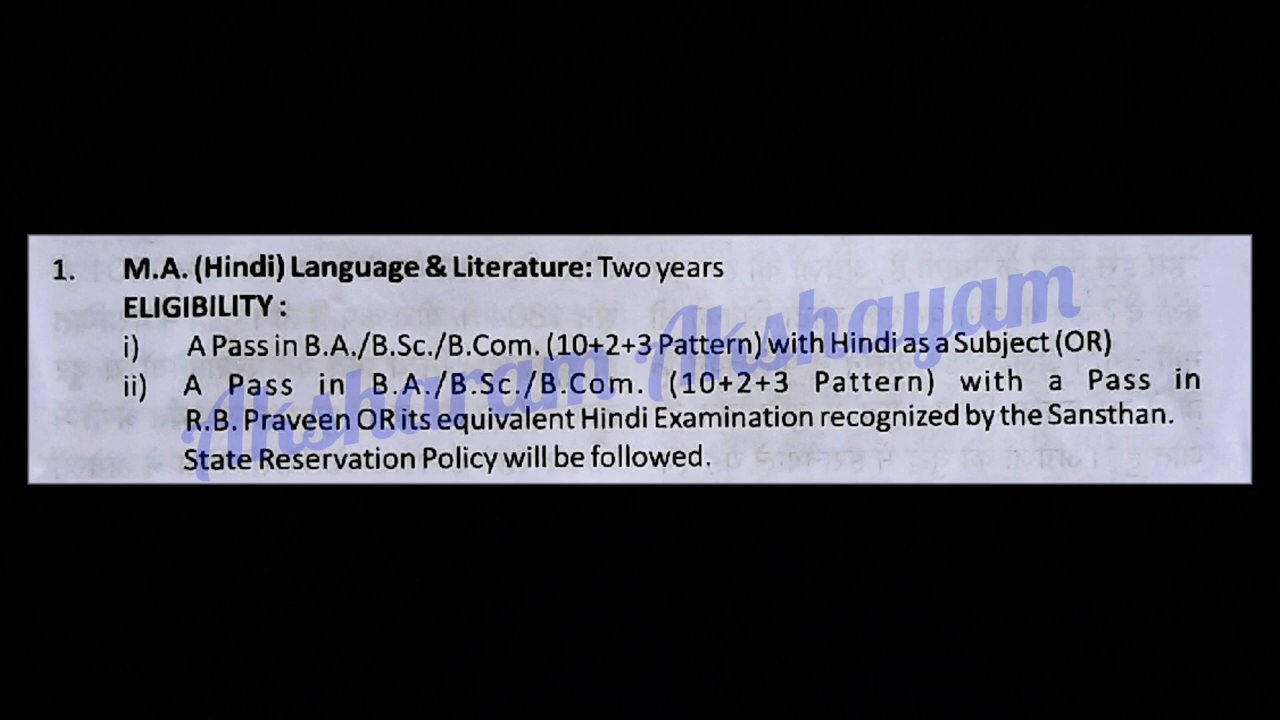 1. M.A. (Hindi) Language & Literature: Two years
ELIGIBILITY :
i) A Pass in B.A./B.Sc./B.Com. (10+2+3 Pattern) with Hindi as a Subject (OR)
ii) A Pass in B.A./B.Sc./B.Com. (10+2+3 Pattern) with a Pass in
R.B. Praveen OR its equivalent Hindi Examination recognized by the Sansthan.
State Reservation Policy will be followed.
Aksharam Akshayam